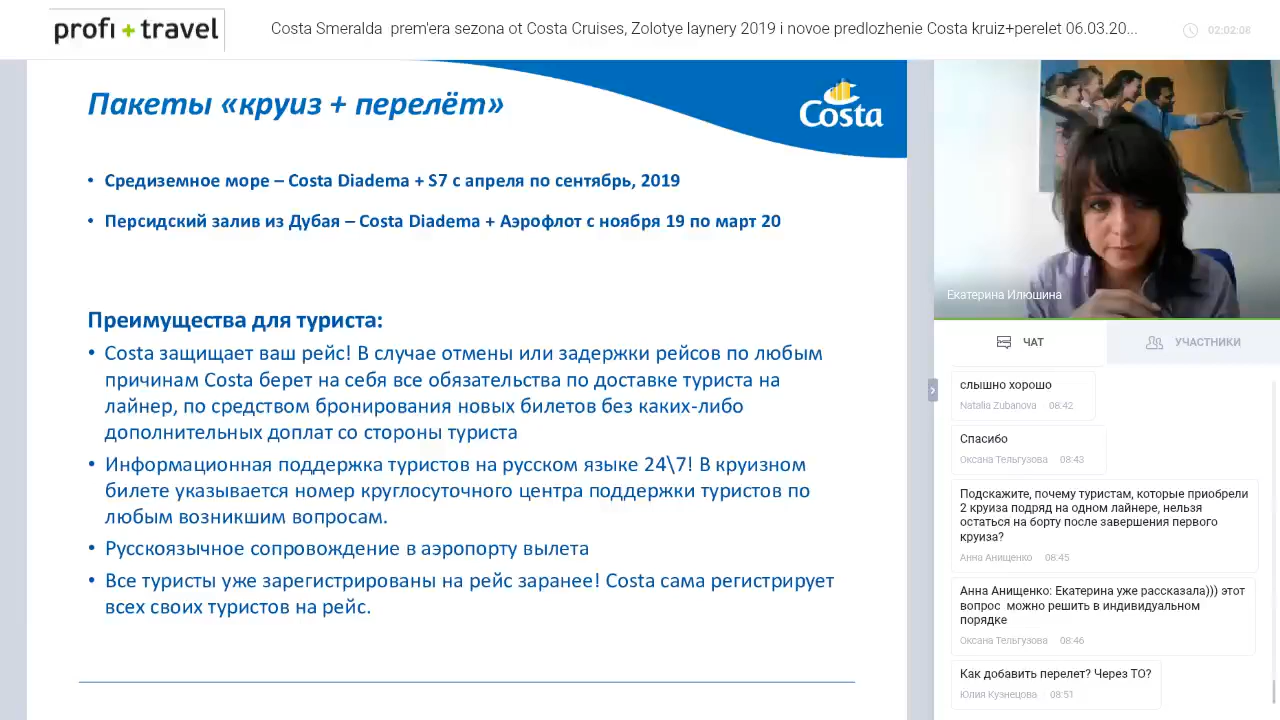 profi + travel
Costa Smeralda prem'era sezona ot Costa Cruises, Zolotye laynery 2019 i novoe predlozhenie Costa kruiz+perelet 06.03.20...
02:02:08
Пакеты «круиз + перелёт»
Costa
• Средиземное море – Costa Diadema + S7 с апреля по сентябрь, 2019
• Персидский залив из Дубая – Costa Diadema + Аэрофлот с ноября 19 по март 20
Преимущества для туриста:
• Costa защищает ваш рейс! В случае отмены или задержки рейсов по любым
причинам Costa берет на себя все обязательства по доставке туриста на
лайнер, по средством бронирования новых билетов без каких-либо
дополнительных доплат со стороны туриста
• Информационная поддержка туристов на русском языке 24\7! В круизном
билете указывается номер круглосуточного центра поддержки туристов по
любым возникшим вопросам.
• Русскоязычное сопровождение в аэропорту вылета
• Все туристы уже зарегистрированы на рейс заранее! Costa сама регистрирует
всех своих туристов на рейс.
Екатерина Илюшина
ЧАТ
УЧАСТНИКИ
слышно хорошо
Natalia Zubanova 08:42
Спасибо
Оксана Тельгузова 08:43
Подскажите, почему туристам, которые приобрели
2 круиза подряд на одном лайнере, нельзя
остаться на борту после завершения первого
круиза?
Анна Анищенко 08:45
Анна Анищенко: Екатерина уже рассказала))) этот
вопрос можно решить в индивидуальном
порядке
Оксана Тельгузова 08:46
Как добавить перелет? Через ТО?
Юлия Кузнецова 08:51